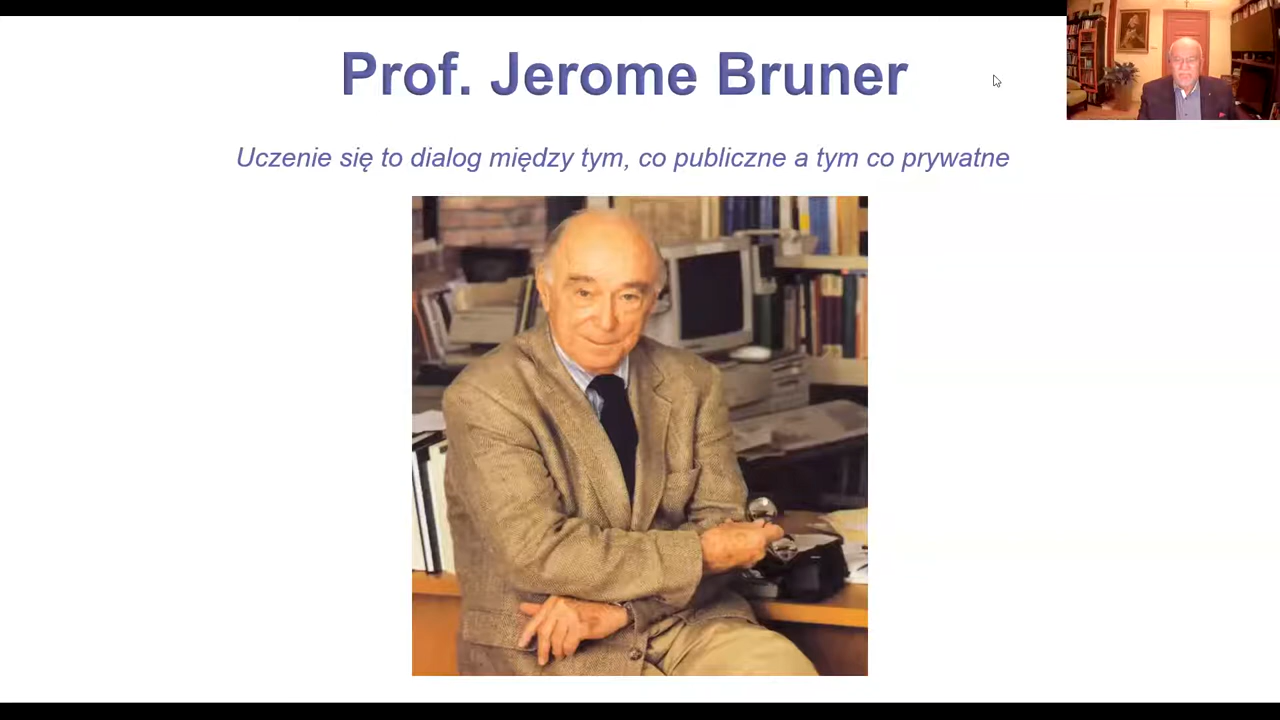 Prof. Jerome Bruner
Uczenie się to dialog między tym, co publiczne a tym co prywatne